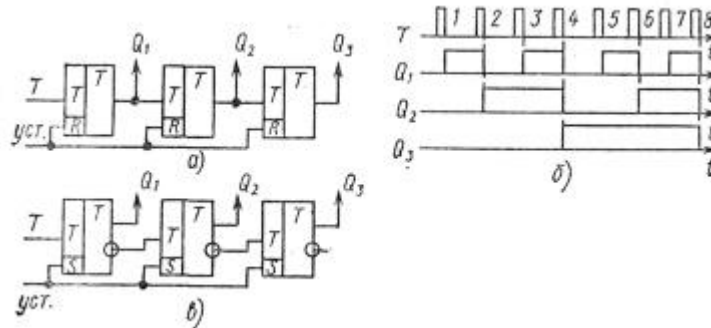 Q₁ Q₂ Q₃
T T T T T T T
R R R
уст.
а)
T 1 2 3 4 5 6 7 8
t
Q₁ t
Q₂ t
Q₃ t
б)
Q₁ Q₂ Q₃
T T T T T T T
S S S
уст.
в)